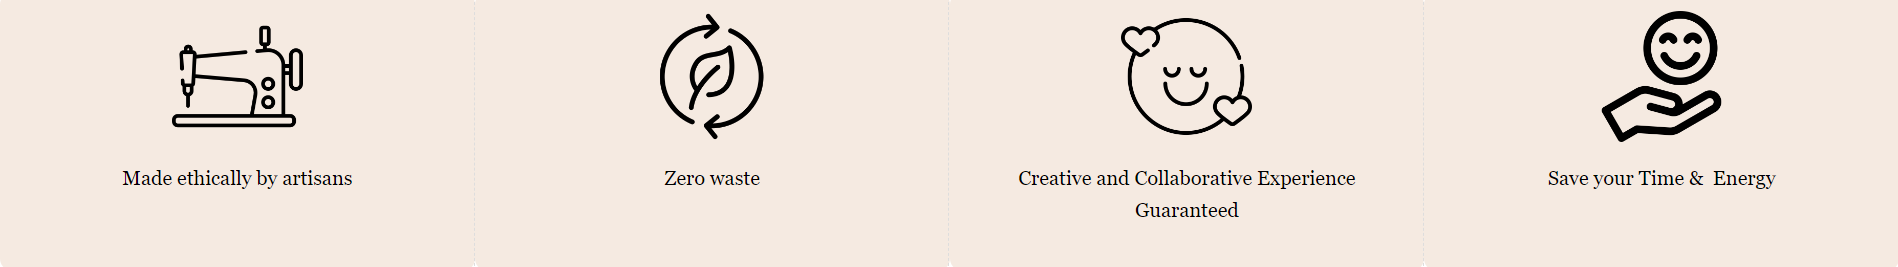 Made ethically by artisans
Zero waste
Creative and Collaborative Experience
Guaranteed
Save your Time &  Energy